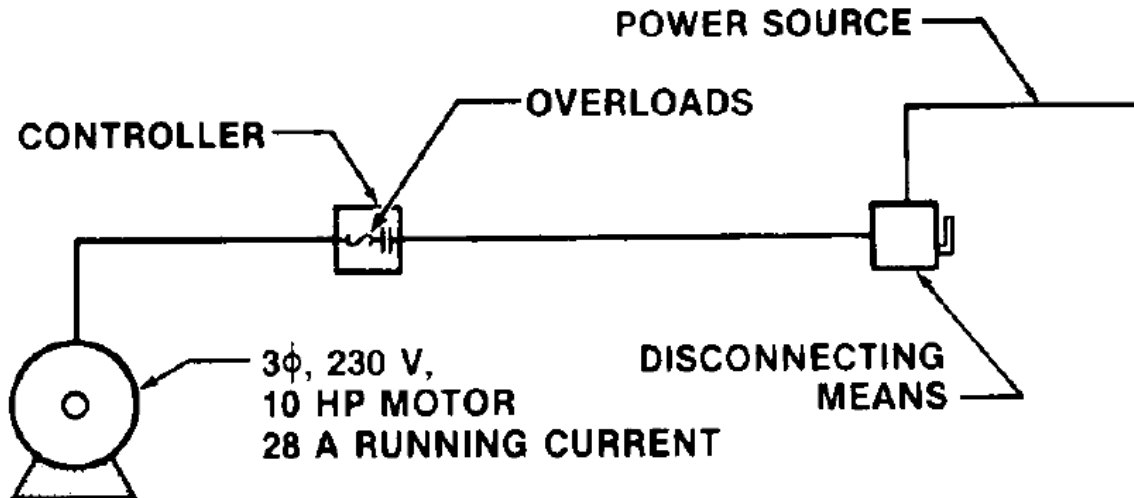 POWER SOURCE
OVERLOADS
CONTROLLER
3ϕ, 230 V,
10 HP MOTOR
28 A RUNNING CURRENT
DISCONNECTING
MEANS